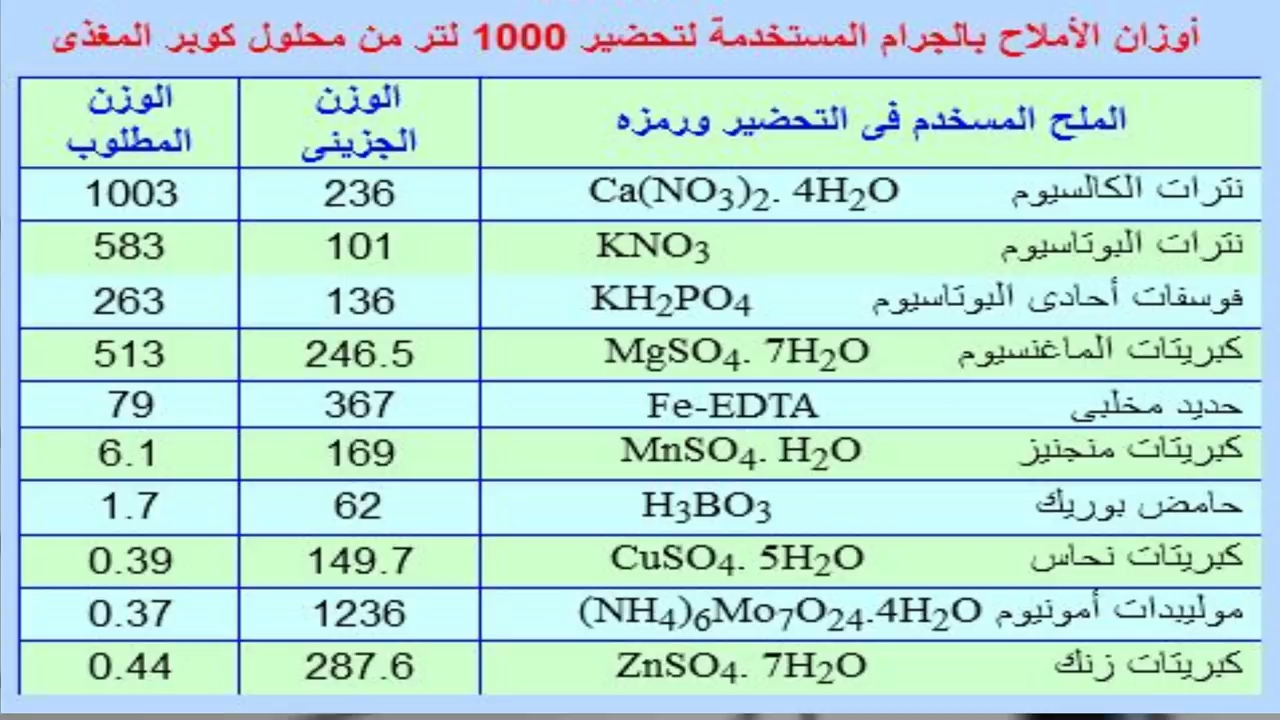 أوزان الأملاح بالجرام المستخدمة لتحضير 1000 لتر من محلول كوبر المغذى
الملح المسخدم فى التحضير ورمزه الوزن الجزينى الوزن المطلوب
نترات الكالسيوم Ca(NO3)2. 4H2O 236 1003
نترات البوتاسيوم KNO3 101 583
فوسفات أحادى البوتاسيوم KH2PO4 136 263
كبريتات الماغنسيوم MgSO4. 7H2O 246.5 513
حديد مخلبى Fe-EDTA 367 79
كبريتات منجنيز MnSO4. H2O 169 6.1
حامض بوريك H3BO3 62 1.7
كبريتات نحاس CuSO4. 5H2O 149.7 0.39
موليبدات أمونيوم (NH4)6Mo7O24.4H2O 1236 0.37
كبريتات زنك ZnSO4. 7H2O 287.6 0.44